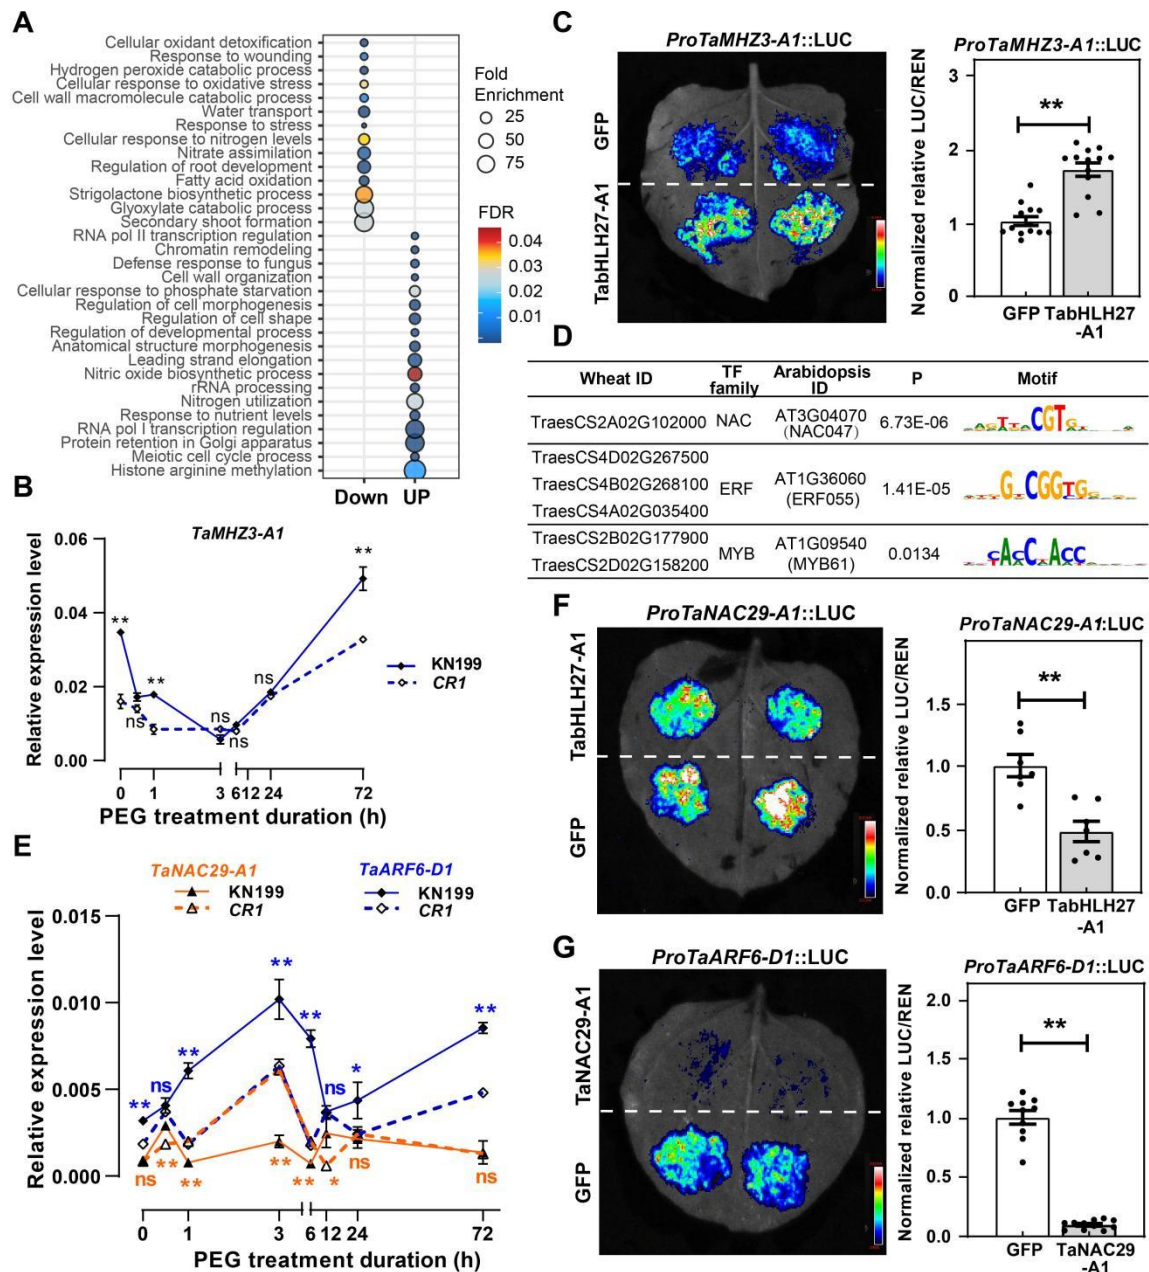 A
Cellular oxidant detoxification
Response to wounding
Hydrogen peroxide catabolic process
Cellular response to oxidative stress
Cell wall macromolecule catabolic process
Water transport
Response to stress
Cellular response to nitrogen levels
Nitrate assimilation
Regulation of root development
Fatty acid oxidation
Strigolactone biosynthetic process
Glyoxylate catabolic process
Secondary shoot formation
RNA pol II transcription regulation
Chromatin remodeling
Defense response to fungus
Cell wall organization
Cellular response to phosphate starvation
Regulation of cell morphogenesis
Regulation of cell shape
Regulation of developmental process
Anatomical structure morphogenesis
Leading strand elongation
Nitric oxide biosynthetic process
rRNA processing
Nitrogen utilization
Response to nutrient levels
RNA pol I transcription regulation
Protein retention in Golgi apparatus
Meiotic cell cycle process
Histone arginine methylation
Down UP
Fold
Enrichment
25
50
75
FDR
0.04
0.03
0.02
0.01
B
TaMHZ3-A1
Relative expression level
0.06
0.04
0.02
0.00
**
ns
**
ns
ns
ns
**
KN199
CR1
0 1 3 6 12 24 72
PEG treatment duration (h)
C
ProTaMHZ3-A1::LUC
GFP
TabHLH27-A1
ProTaMHZ3-A1::LUC
Normalized relative LUC/REN
3
2
1
0
**
GFP TabHLH27
-A1
D
Wheat ID TF family Arabidopsis ID P Motif
TraesCS2A02G102000 NAC AT3G04070 (NAC047) 6.73E-06
TraesCS4D02G267500
TraesCS4B02G268100 ERF AT1G36060 (ERF055) 1.41E-05
TraesCS4A02G035400
TraesCS2B02G177900 MYB AT1G09540 (MYB61) 0.0134
TraesCS2D02G158200
E
TaNAC29-A1 TaARF6-D1
KN199 KN199
CR1 CR1
Relative expression level
0.015
0.010
0.005
0.000
** ns ** ** ** ns * **
ns ** ** ** ** * ns ns
0 1 3 6 12 24 72
PEG treatment duration (h)
F
ProTaNAC29-A1::LUC
TabHLH27-A1
GFP
ProTaNAC29-A1:LUC
Normalized relative LUC/REN
1.5
1.0
0.5
0.0
**
GFP TabHLH27
-A1
G
ProTaARF6-D1::LUC
TaNAC29-A1
GFP
ProTaARF6-D1::LUC
Normalized relative LUC/REN
2.0
1.5
1.0
0.5
0.0
**
GFP TaNAC29
-A1